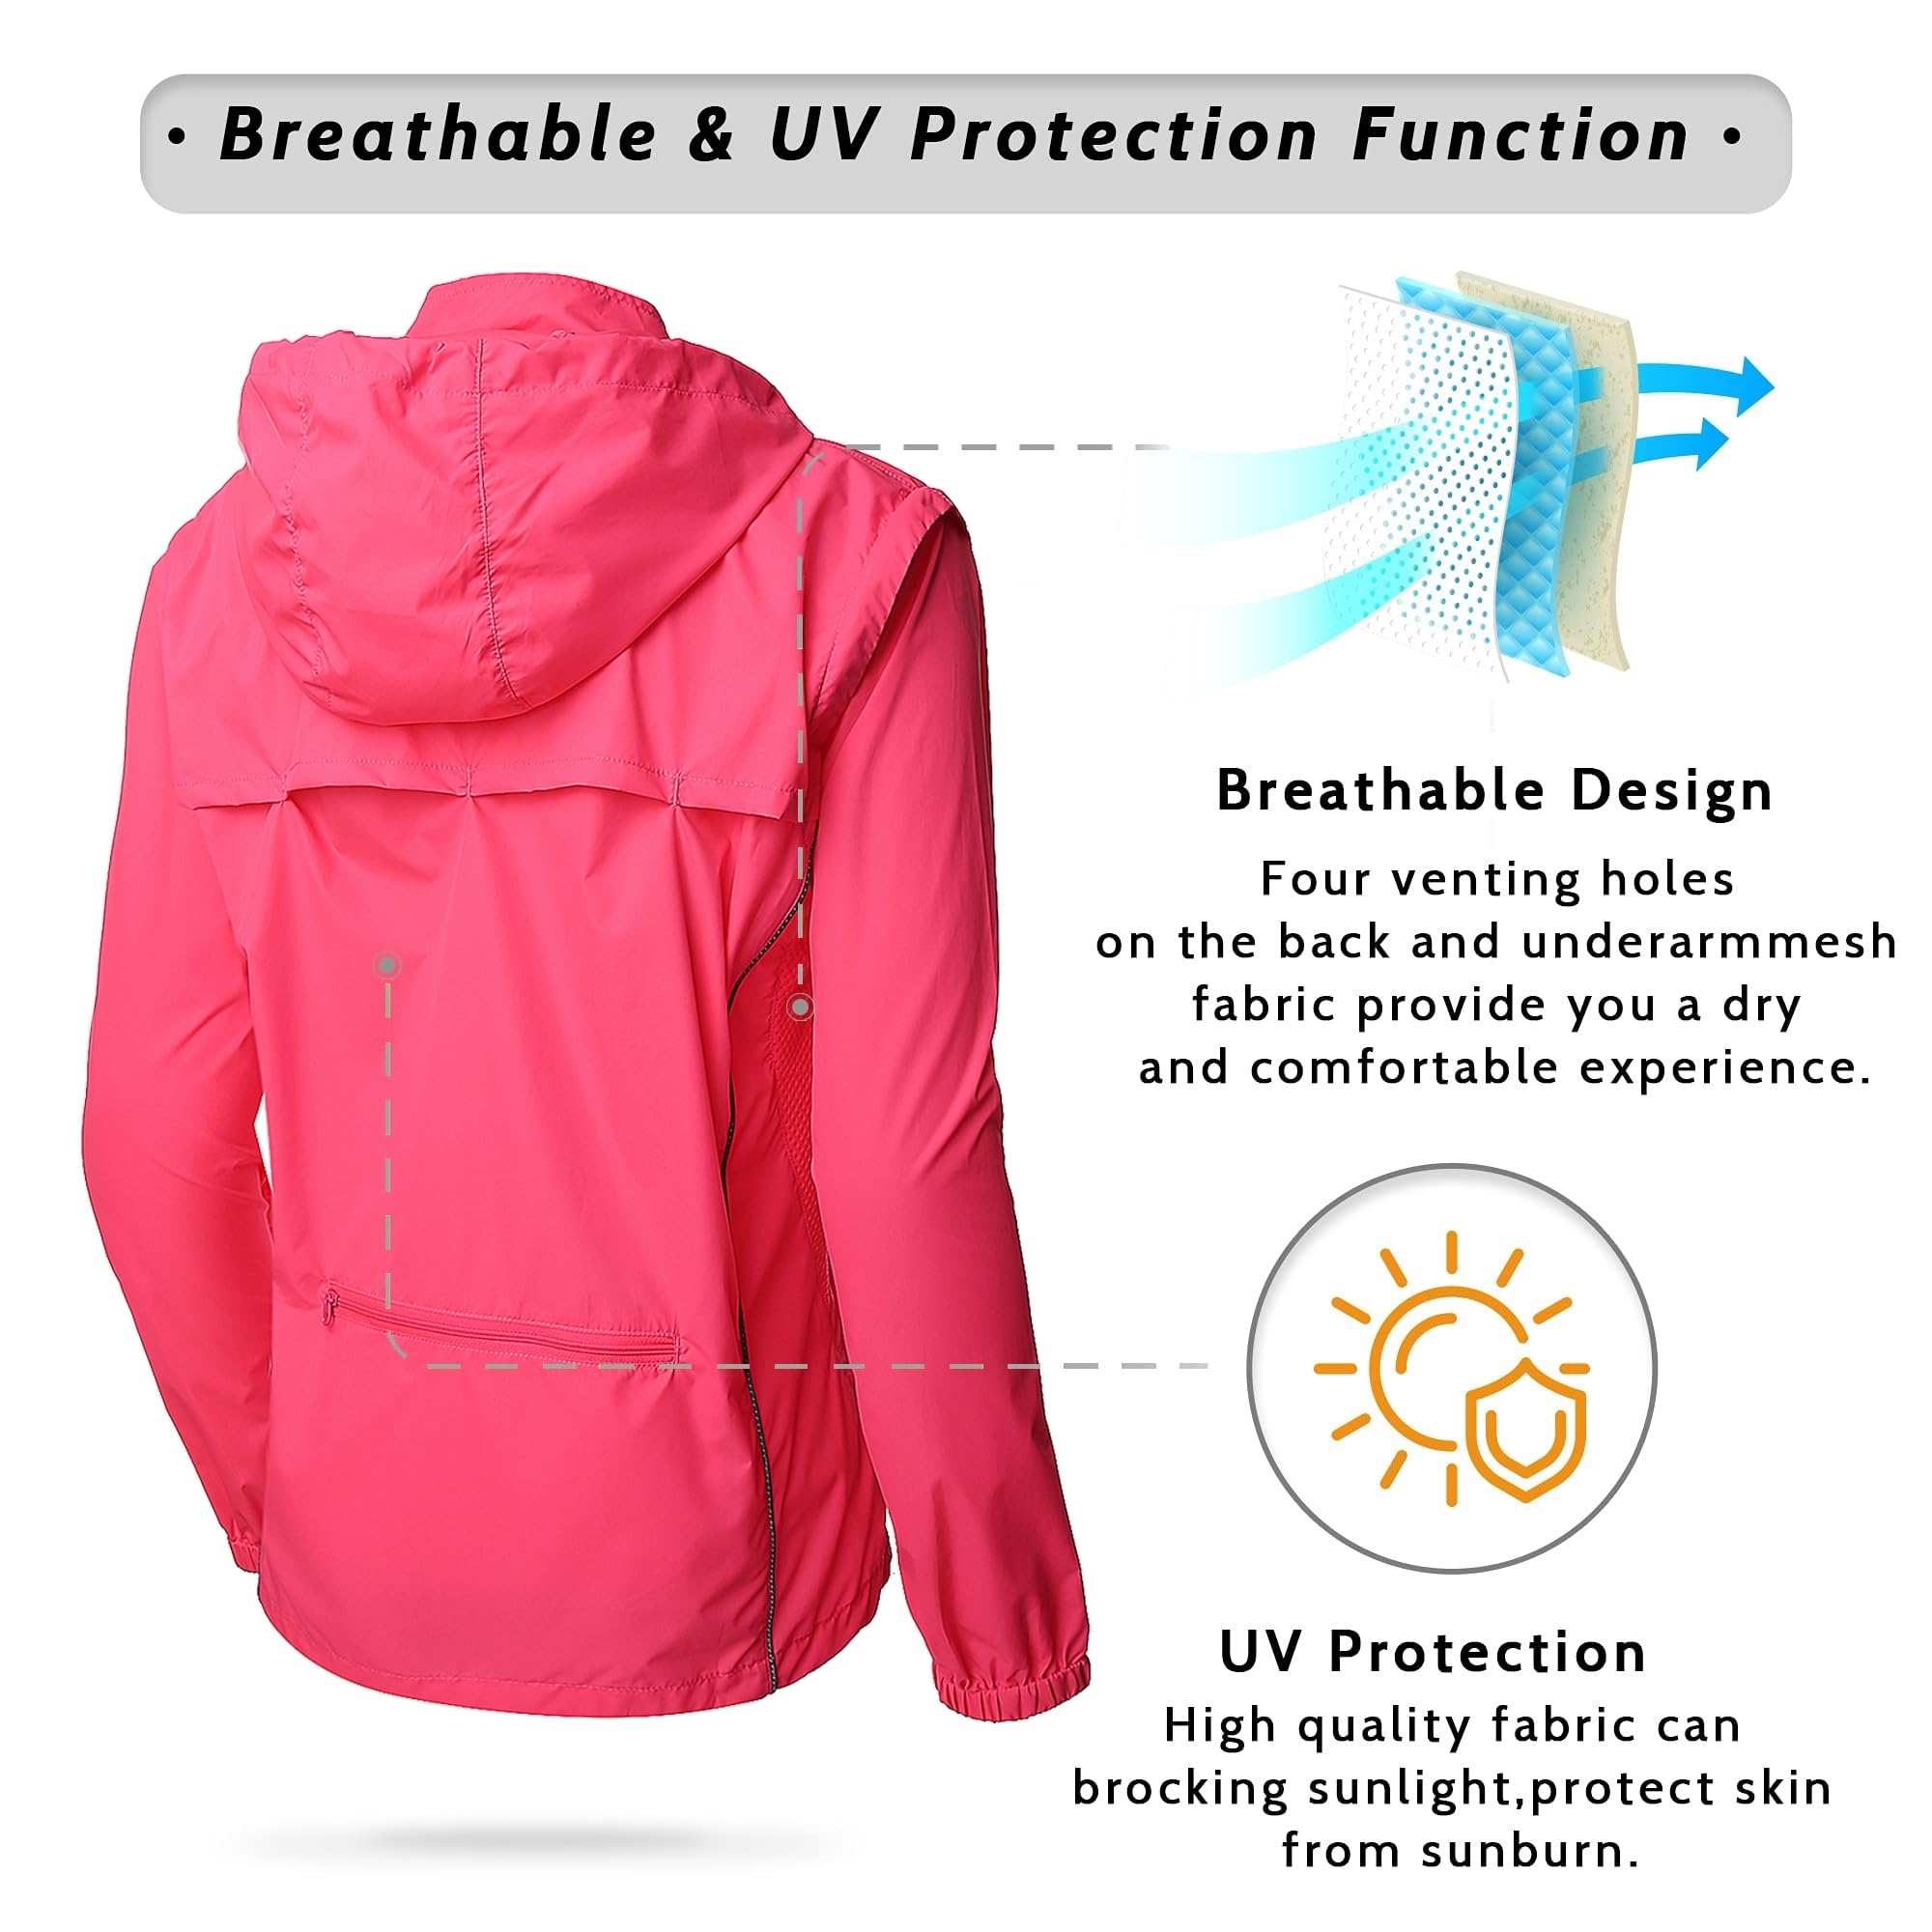 • Breathable & UV Protection Function •
Breathable Design
Four venting holes
on the back and underarmmesh
fabric provide you a dry
and comfortable experience.
UV Protection
High quality fabric can
brocking sunlight,protect skin
from sunburn.